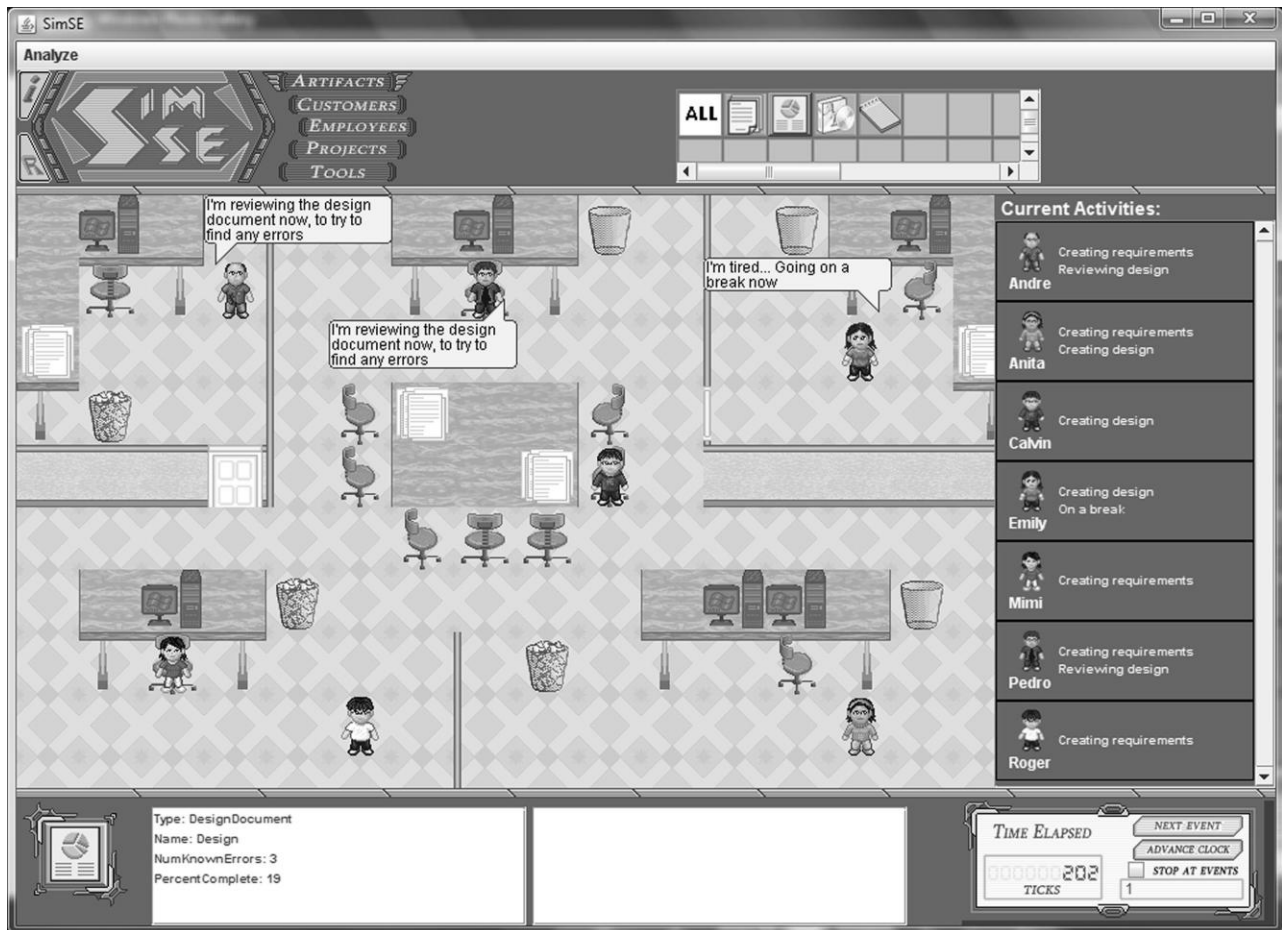 SimSE
Analyze
i
R
SIM
SE
ARTIFACTS
CUSTOMERS
EMPLOYEES
PROJECTS
TOOLS
ALL
I'm reviewing the design
document now, to try to
find any errors
I'm reviewing the design
document now, to try to
find any errors
I'm tired... Going on a
break now
Current Activities:
Creating requirements
Reviewing design
Andre
Creating requirements
Creating design
Anita
Creating design
Calvin
Creating design
On a break
Emily
Creating requirements
Mimi
Creating requirements
Reviewing design
Pedro
Creating requirements
Roger
Type: DesignDocument
Name: Design
NumKnownErrors: 3
PercentComplete: 19
TIME ELAPSED
000000202
TICKS
NEXT EVENT
ADVANCE CLOCK
STOP AT EVENTS
1